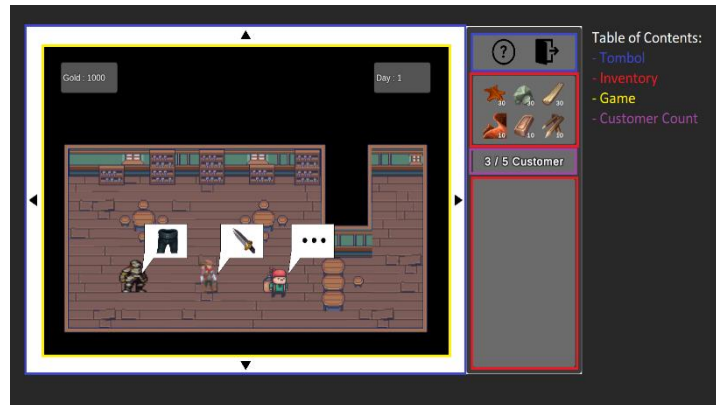 Gold : 1000
Day : 1
?
30 30 30
10 10 10
3 / 5 Customer
...
Table of Contents:
- Tombol
- Inventory
- Game
- Customer Count